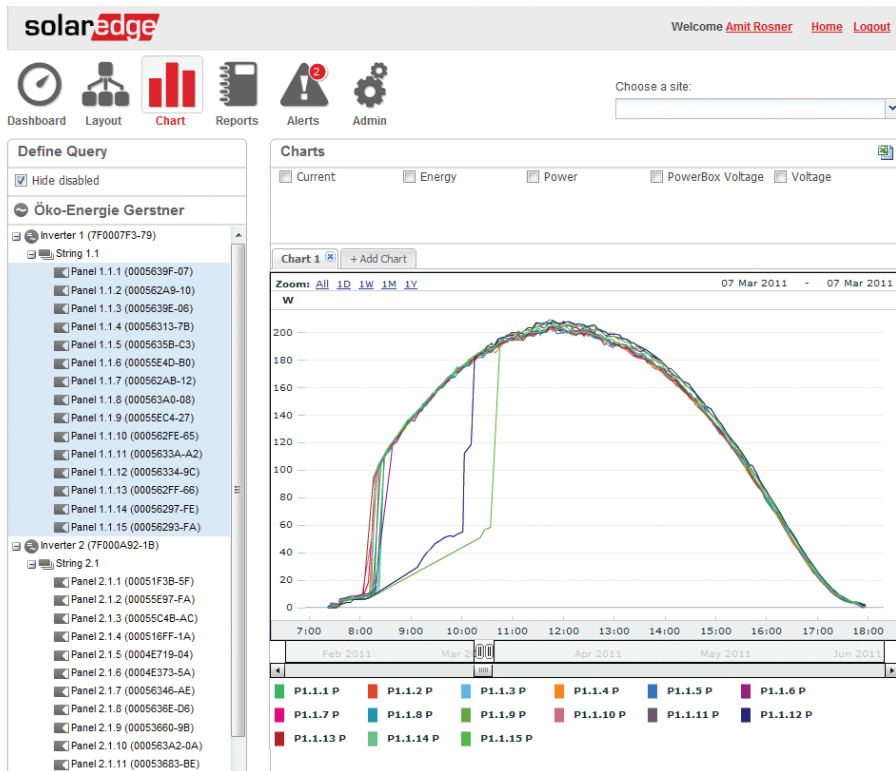 solaredge
Welcome Amit Rosner Home Logout
2
Dashboard Layout Chart Reports Alerts Admin
Choose a site:
Define Query
Hide disabled
Öko-Energie Gerstner
Inverter 1 (7F0007F3-79)
String 1.1
Panel 1.1.1 (0005639F-07)
Panel 1.1.2 (000562A9-10)
Panel 1.1.3 (0005639E-06)
Panel 1.1.4 (00056313-7B)
Panel 1.1.5 (0005635B-C3)
Panel 1.1.6 (00055E4D-B0)
Panel 1.1.7 (000562AB-12)
Panel 1.1.8 (000563A0-08)
Panel 1.1.9 (00055EC4-27)
Panel 1.1.10 (000562FE-65)
Panel 1.1.11 (0005633A-A2)
Panel 1.1.12 (00056334-9C)
Panel 1.1.13 (000562FF-66)
Panel 1.1.14 (00056297-FE)
Panel 1.1.15 (00056293-FA)
Inverter 2 (7F000A92-1B)
String 2.1
Panel 2.1.1 (00051F3B-5F)
Panel 2.1.2 (00055E97-FA)
Panel 2.1.3 (00055C4B-AC)
Panel 2.1.4 (000516FF-1A)
Panel 2.1.5 (0004E719-04)
Panel 2.1.6 (0004E373-5A)
Panel 2.1.7 (00056346-AE)
Panel 2.1.8 (0005636E-D6)
Panel 2.1.9 (00053660-9B)
Panel 2.1.10 (000563A2-0A)
Panel 2.1.11 (00053683-BE)
Charts
Current Energy Power PowerBox Voltage Voltage
Chart 1 + Add Chart
Zoom: All 1D 1W 1M 1Y 07 Mar 2011 - 07 Mar 2011
W
200
180
160
140
120
100
80
60
40
20
0
7:00 8:00 9:00 10:00 11:00 12:00 13:00 14:00 15:00 16:00 17:00 18:00
Feb 2011 Mar 2 Apr 2011 May 2011 Jun 2011
P1.1.1 P P1.1.2 P P1.1.3 P P1.1.4 P P1.1.5 P P1.1.6 P
P1.1.7 P P1.1.8 P P1.1.9 P P1.1.10 P P1.1.11 P P1.1.12 P
P1.1.13 P P1.1.14 P P1.1.15 P